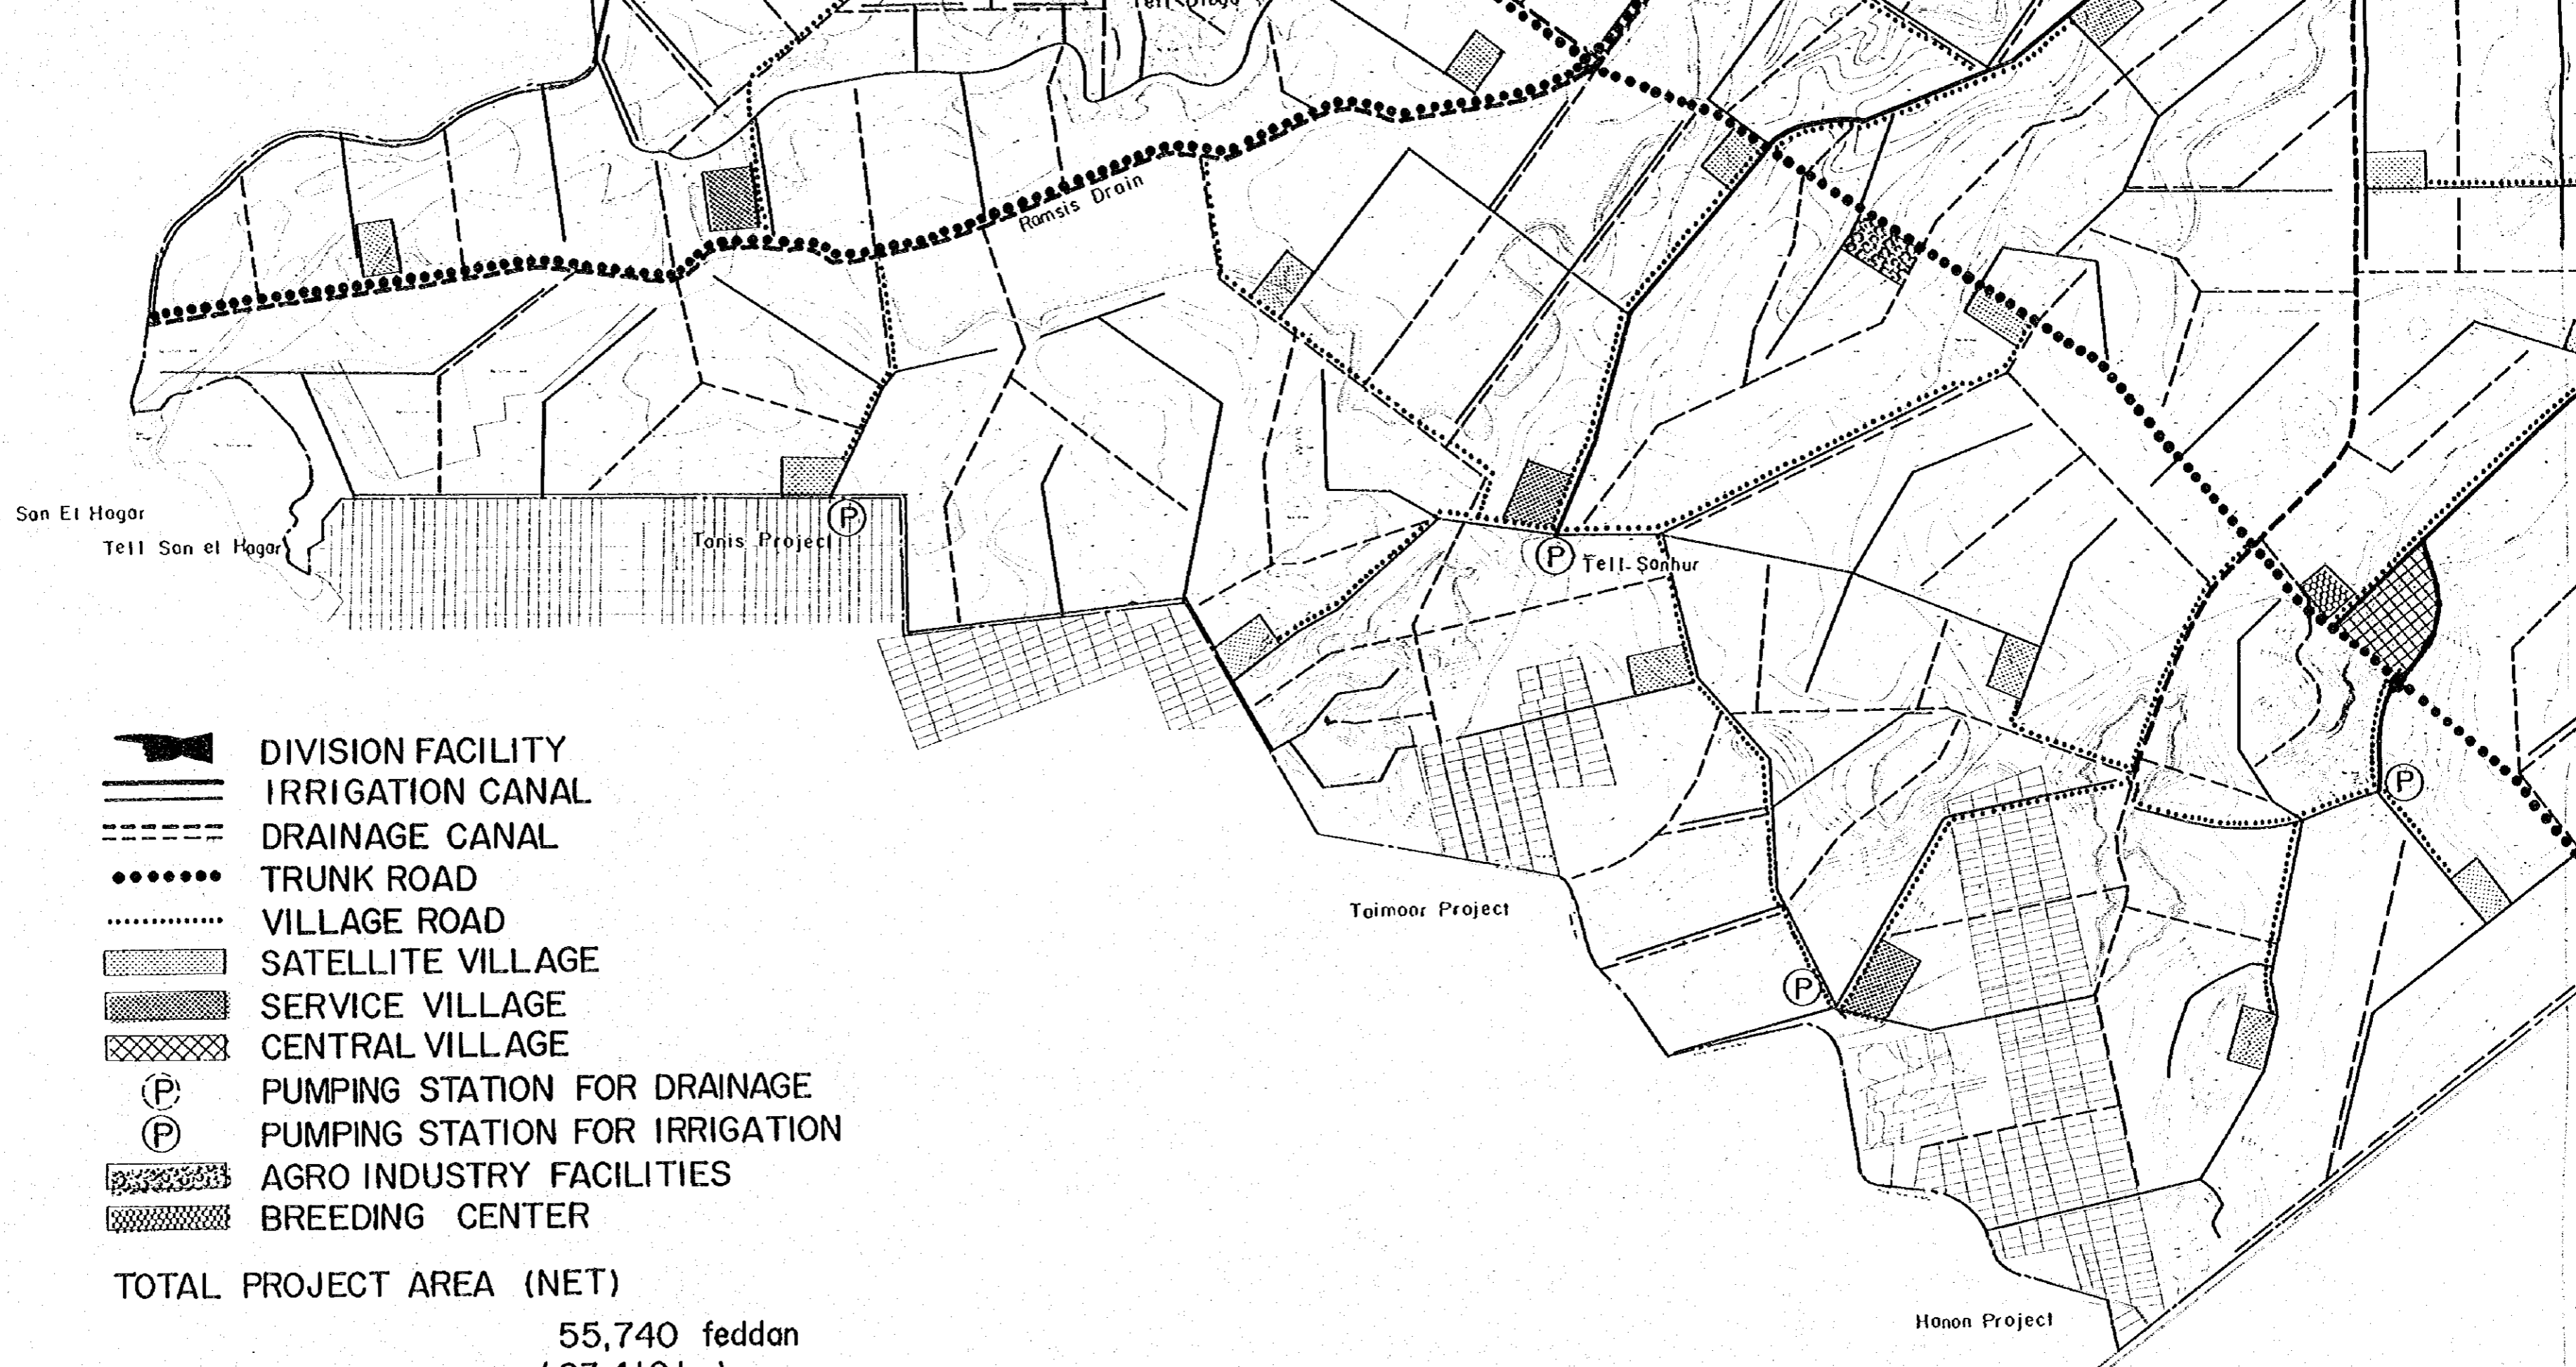 Ramsis Drain
San El Hagar
Tell San el Hagar
Tanis Project
P
P
Tell Sanhur
P
Taimoor Project
P
Hanan Project
DIVISION FACILITY
IRRIGATION CANAL
DRAINAGE CANAL
TRUNK ROAD
VILLAGE ROAD
SATELLITE VILLAGE
SERVICE VILLAGE
CENTRAL VILLAGE
P PUMPING STATION FOR DRAINAGE
P PUMPING STATION FOR IRRIGATION
AGRO INDUSTRY FACILITIES
BREEDING CENTER
TOTAL PROJECT AREA (NET)
55,740 feddan